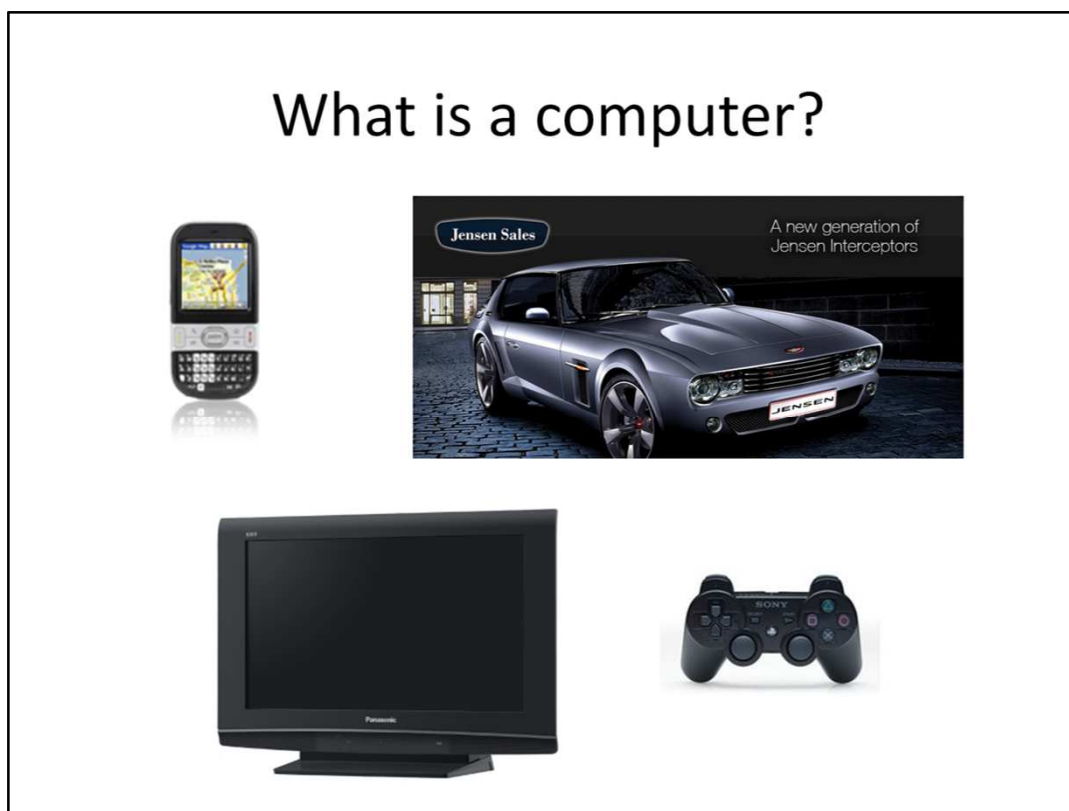 What is a computer?
Jensen Sales
A new generation of
Jensen Interceptors
JENSEN
Panasonic
SONY